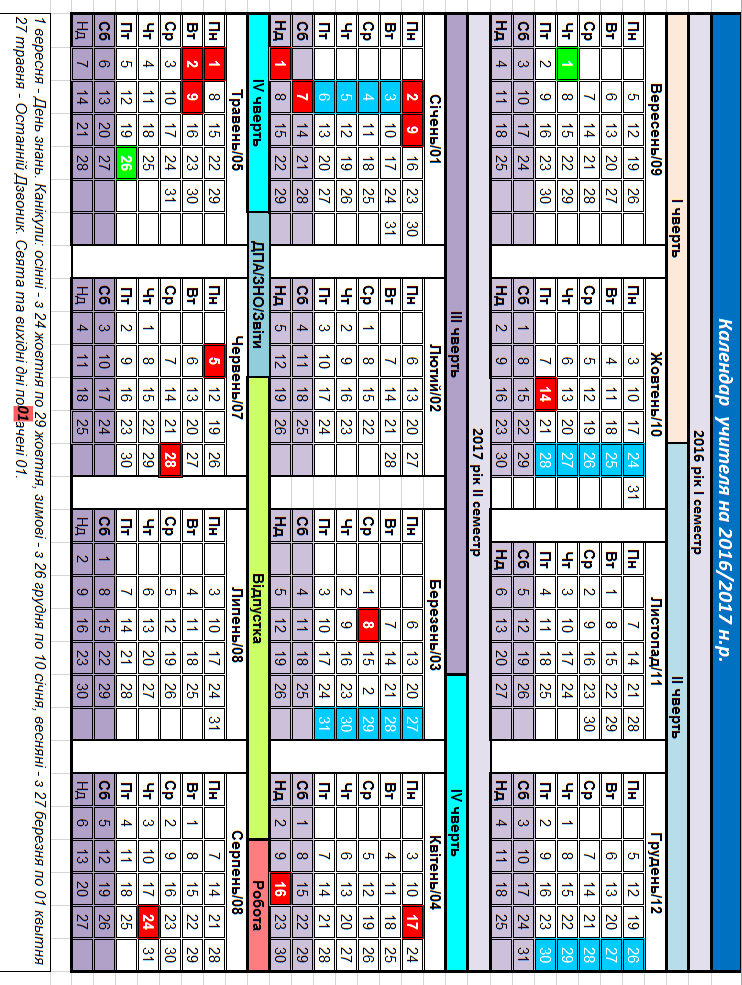 Календар учителя на 2016/2017 н.р.
2016 рік I семестр
I чверть II чверть
Вересень/09 Жовтень/10 Листопад/11 Грудень/12
Пн 5 12 19 26 Пн 3 10 17 24 31 Пн 7 14 21 28 Пн 5 12 19 26
Вт 6 13 20 27 Вт 4 11 18 25 Вт 1 8 15 22 29 Вт 6 13 20 27
Ср 7 14 21 28 Ср 5 12 19 26 Ср 2 9 16 23 30 Ср 7 14 21 28
Чт 1 8 15 22 29 Чт 6 13 20 27 Чт 3 10 17 24 Чт 1 8 15 22 29
Пт 2 9 16 23 30 Пт 7 14 21 28 Пт 4 11 18 25 Пт 2 9 16 23 30
Сб 3 10 17 24 Сб 1 8 15 22 29 Сб 5 12 19 26 Сб 3 10 17 24 31
Нд 4 11 18 25 Нд 2 9 16 23 30 Нд 6 13 20 27 Нд 4 11 18 25
2017 рік II семестр
III чверть IV чверть
Січень/01 Лютий/02 Березень/03 Квітень/04
Пн 2 9 16 23 30 Пн 6 13 20 27 Пн 6 13 20 27 Пн 3 10 17 24
Вт 3 10 17 24 31 Вт 7 14 21 28 Вт 7 14 21 28 Вт 4 11 18 25
Ср 4 11 18 25 Ср 1 8 15 22 Ср 1 8 15 2 29 Ср 5 12 19 26
Чт 5 12 19 26 Чт 2 9 16 23 Чт 2 9 16 23 30 Чт 6 13 20 27
Пт 6 13 20 27 Пт 3 10 17 24 Пт 3 10 17 24 31 Пт 7 14 21 28
Сб 7 14 21 28 Сб 4 11 18 25 Сб 4 11 18 25 Сб 1 8 15 22 29
Нд 1 8 15 22 29 Нд 5 12 19 26 Нд 5 12 19 26 Нд 2 9 16 23 30
IV чверть ДПА/ЗНО/Звіти Відпустка Робота
Травень/05 Червень/07 Липень/08 Серпень/08
Пн 1 8 15 22 29 Пн 5 12 19 26 Пн 3 10 17 24 31 Пн 7 14 21 28
Вт 2 9 16 23 30 Вт 6 13 20 27 Вт 4 11 18 25 Вт 1 8 15 22 29
Ср 3 10 17 24 31 Ср 7 14 21 28 Ср 5 12 19 26 Ср 2 9 16 23 30
Чт 4 11 18 25 Чт 1 8 15 22 29 Чт 6 13 20 27 Чт 3 10 17 24 31
Пт 5 12 19 26 Пт 2 9 16 23 30 Пт 7 14 21 28 Пт 4 11 18 25
Сб 6 13 20 27 Сб 3 10 17 24 Сб 1 8 15 22 29 Сб 5 12 19 26
Нд 7 14 21 28 Нд 4 11 18 25 Нд 2 9 16 23 30 Нд 6 13 20 27
1 вересня - День знань. Канікули: осінні - з 24 жовтня по 29 жовтня, зимові - з 26 грудня по 10 січня, весняні - з 27 березня по 01 квітня
27 травня - Останній Дзвоник. Свята та вихідні дні по01ачені 01.